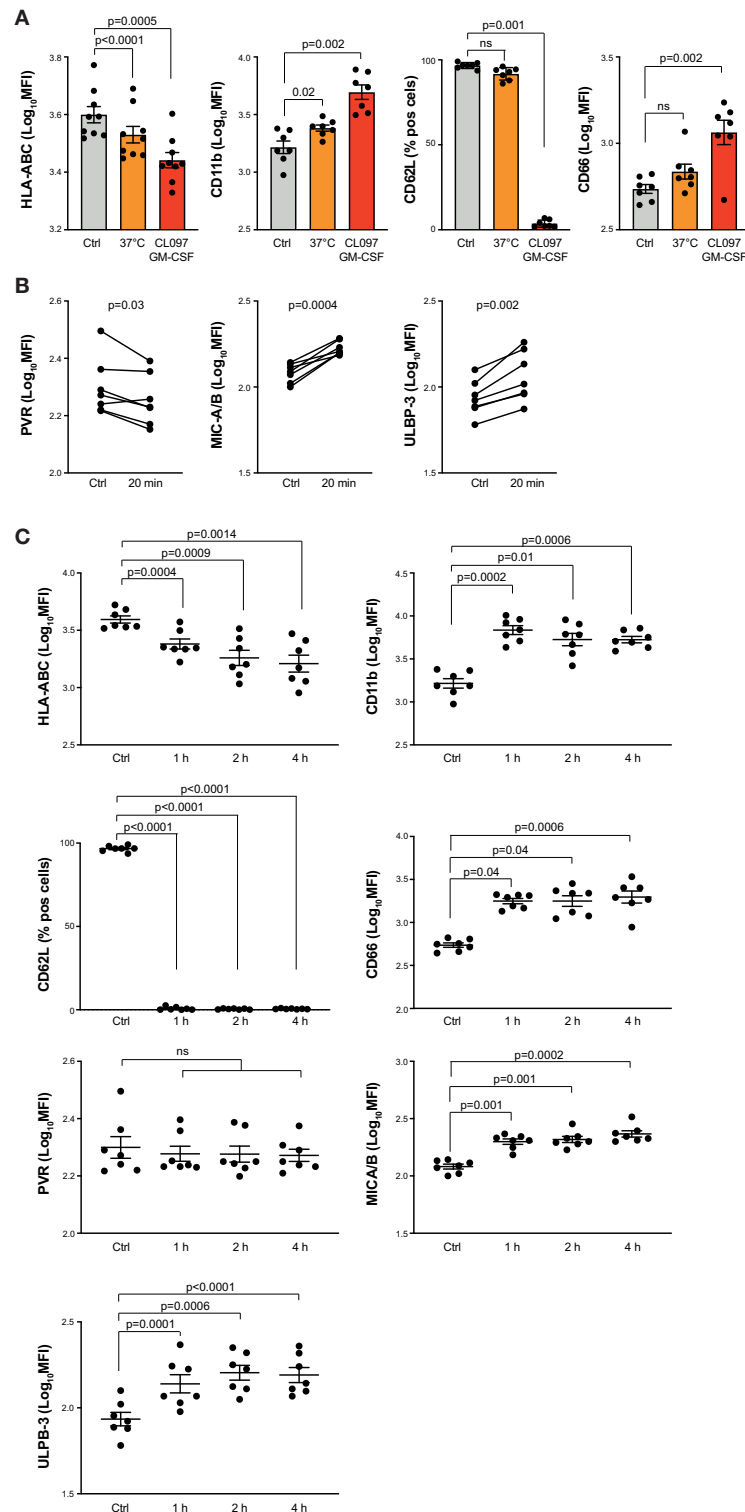 A
HLA-ABC (Log10MFI)
3.8
3.6
3.4
3.2
p=0.0005
p<0.0001
Ctrl
37°C
CL097
GM-CSF
CD11b (Log10MFI)
4.0
3.5
3.0
2.5
p=0.002
0.02
Ctrl
37°C
CL097
GM-CSF
CD62L (% pos cells)
100
50
0
p=0.001
ns
Ctrl
37°C
CL097
GM-CSF
CD66 (LogMFI)
3.5
3.0
2.5
p=0.002
ns
Ctrl
37°C
CL097
GM-CSF
B
PVR (Log10MFI)
2.6
2.4
2.2
2.0
p=0.03
Ctrl
20 min
MIC-A/B (Log10MFI)
2.5
2.0
1.5
p=0.0004
Ctrl
20 min
ULBP-3 (Log10MFI)
2.5
2.0
1.5
p=0.002
Ctrl
20 min
C
HLA-ABC (Log10MFI)
4.0
3.5
3.0
2.5
p=0.0014
p=0.0009
p=0.0004
Ctrl
1 h
2 h
4 h
CD11b (Log10MFI)
4.5
4.0
3.5
3.0
2.5
p=0.0006
p=0.01
p=0.0002
Ctrl
1 h
2 h
4 h
CD62L (% pos cells)
100
50
0
p<0.0001
p<0.0001
p<0.0001
Ctrl
1 h
2 h
4 h
CD66 (Log10MFI)
4.0
3.5
3.0
2.5
2.0
p=0.0006
p=0.04
p=0.04
Ctrl
1 h
2 h
4 h
PVR (Log10MFI)
2.6
2.4
2.2
2.0
ns
Ctrl
1 h
2 h
4 h
MICA/B (Log10MFI)
3.0
2.5
2.0
1.5
p=0.0002
p=0.001
p=0.001
Ctrl
1 h
2 h
4 h
ULPB-3 (Log10MFI)
3.0
2.5
2.0
1.5
p<0.0001
p=0.0006
p=0.0001
Ctrl
1 h
2 h
4 h